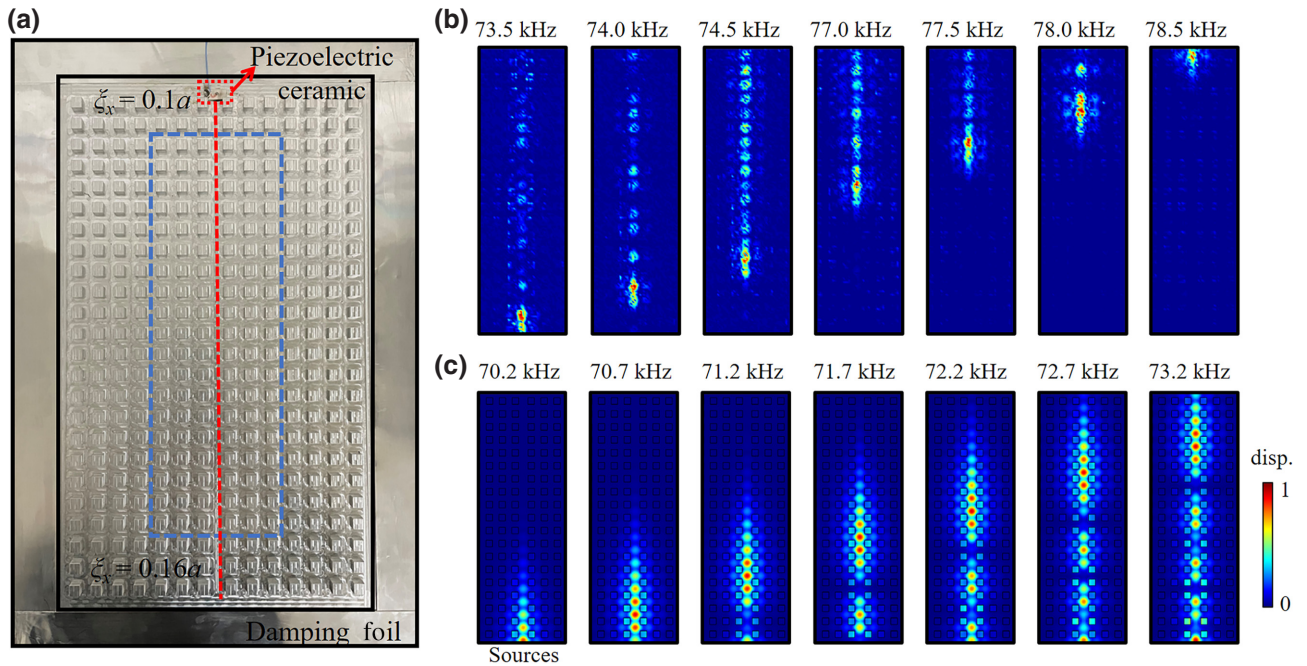 (a)
Piezoelectric
ceramic
ξx = 0.1a
ξx = 0.16a
Damping foil
(b)
73.5 kHz 74.0 kHz 74.5 kHz 77.0 kHz 77.5 kHz 78.0 kHz 78.5 kHz
(c)
70.2 kHz 70.7 kHz 71.2 kHz 71.7 kHz 72.2 kHz 72.7 kHz 73.2 kHz
disp.
1
0
Sources